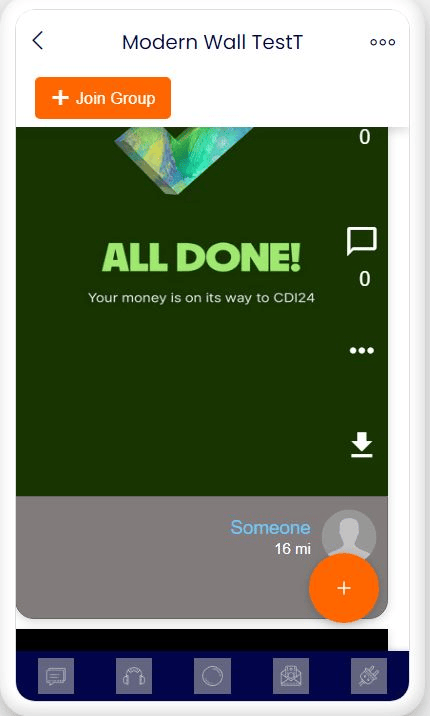 Modern Wall TestT
+ Join Group
0
0
ALL DONE!
Your money is on its way to CDI24
Someone
16 mi
+